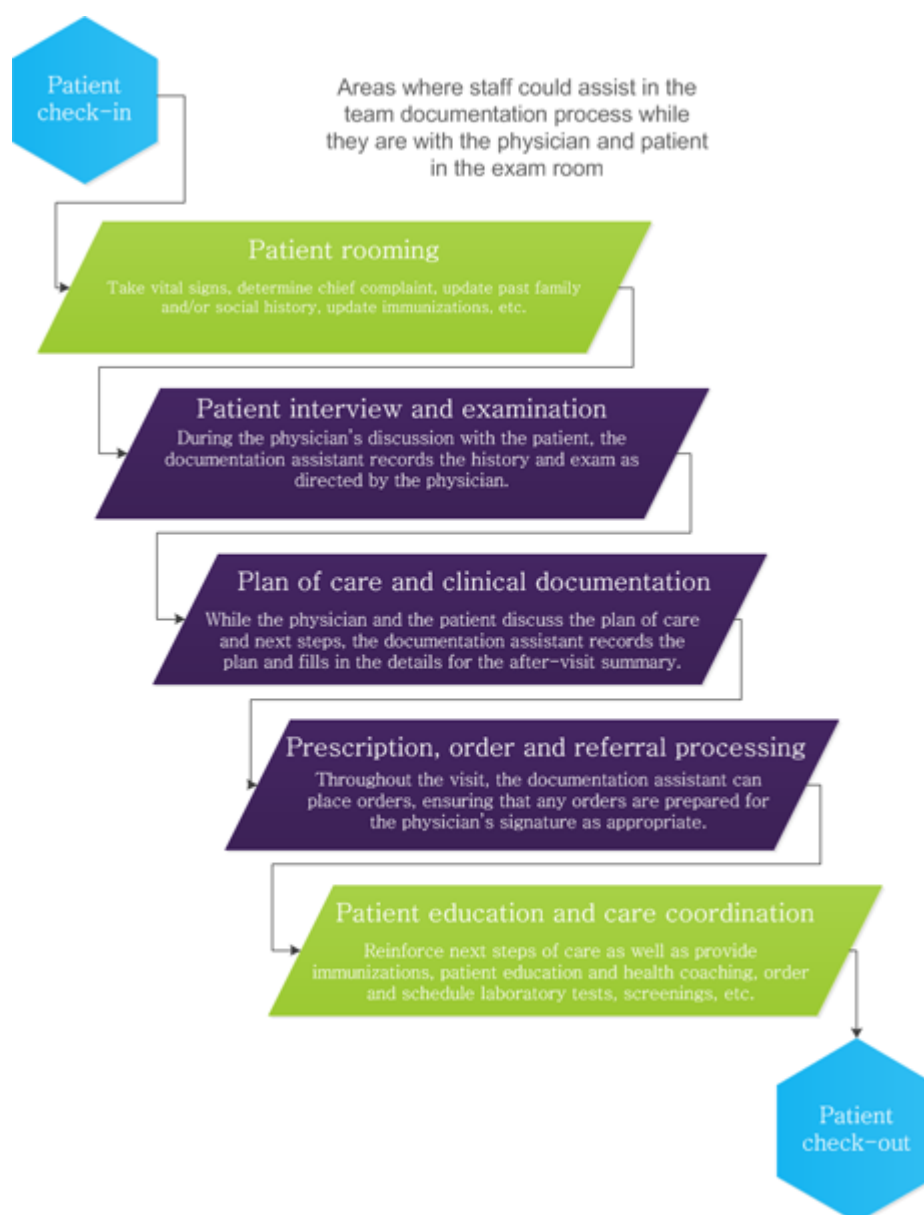 Patient
check-in
Areas where staff could assist in the
team documentation process while
they are with the physician and patient
in the exam room
Patient rooming
Take vital signs, determine chief complaint, update past family
and/or social history, update immunizations, etc.
Patient interview and examination
During the physician's discussion with the patient, the
documentation assistant records the history and exam as
directed by the physician.
Plan of care and clinical documentation
While the physician and the patient discuss the plan of care
and next steps, the documentation assistant records the
plan and fills in the details for the after-visit summary.
Prescription, order and referral processing
Throughout the visit, the documentation assistant can
place orders, ensuring that any orders are prepared for
the physician's signature as appropriate.
Patient education and care coordination
Reinforce next steps of care as well as provide
immunizations, patient education and health coaching, order
and schedule laboratory tests, screenings, etc.
Patient
check-out